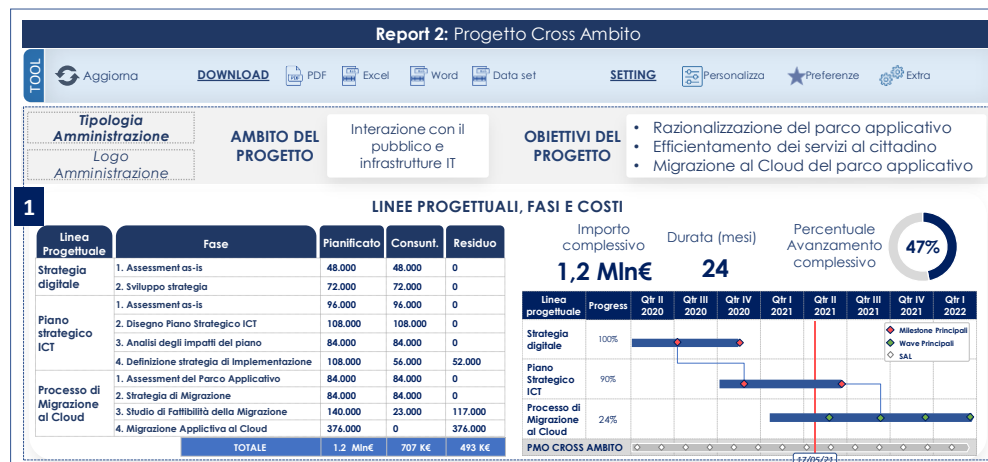 Report 2: Progetto Cross Ambito
TOOL
Aggiorna
DOWNLOAD
PDF
Excel
Word
Data set
SETTING
Personalizza
Preferenze
Extra
Tipologia
Amministrazione
Logo
Amministrazione
AMBITO DEL
PROGETTO
Interazione con il
pubblico e
infrastrutture IT
OBIETTIVI DEL
PROGETTO
• Razionalizzazione del parco applicativo
• Efficientamento dei servizi al cittadino
• Migrazione al Cloud del parco applicativo
1
LINEE PROGETTUALI, FASI E COSTI
Linea
Progettuale
Fase
Pianificato
Consunt.
Residuo
Strategia
digitale
1. Assessment as-is 48.000 48.000 0
2. Sviluppo strategia 72.000 72.000 0
Piano
strategico
ICT
1. Assessment as-is 96.000 96.000 0
2. Disegno Piano Strategico ICT 108.000 108.000 0
3. Analisi degli impatti del piano 84.000 84.000 0
4. Definizione strategia di Implementazione 108.000 56.000 52.000
Processo di
Migrazione
al Cloud
1. Assessment del Parco Applicativo 84.000 84.000 0
2. Strategia di Migrazione 84.000 84.000 0
3. Studio di Fattibilità della Migrazione 140.000 23.000 117.000
4. Migrazione Applictiva al Cloud 376.000 0 376.000
TOTALE 1.2 Mln€ 707 K€ 493 K€
Importo
complessivo
1,2 Mln€
Durata (mesi)
24
Percentuale
Avanzamento
complessivo
47%
Linea
progettuale
Progress
Qtr II
2020
Qtr III
2020
Qtr IV
2020
Qtr I
2021
Qtr II
2021
Qtr III
2021
Qtr IV
2021
Qtr I
2022
Strategia
digitale
100%
Piano
Strategico
ICT
90%
Processo di
Migrazione
al Cloud
24%
Milestone Principali
Wave Principali
SAL
PMO CROSS AMBITO
17/05/21